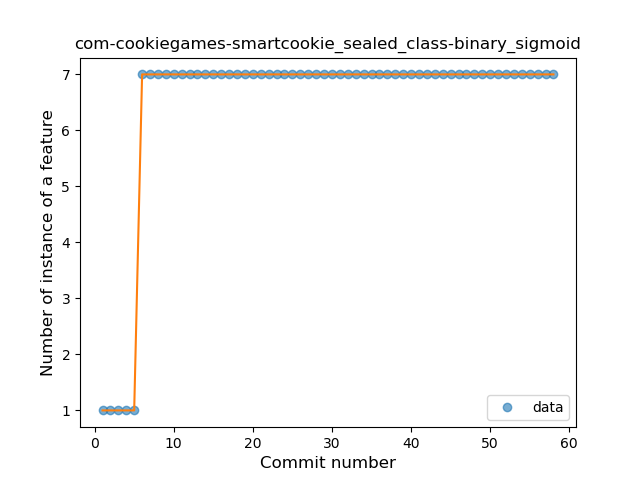 com-cookiegames-smartcookie_sealed_class-binary_sigmoid
Number of instance of a feature
7
6
5
4
3
2
1
data
0 10 20 30 40 50 60
Commit number